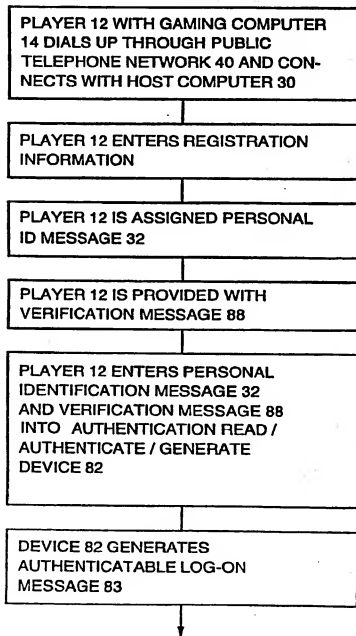 PLAYER 12 WITH GAMING COMPUTER
14 DIALS UP THROUGH PUBLIC
TELEPHONE NETWORK 40 AND CON-
NECTS WITH HOST COMPUTER 30
PLAYER 12 ENTERS REGISTRATION
INFORMATION
PLAYER 12 IS ASSIGNED PERSONAL
ID MESSAGE 32
PLAYER 12 IS PROVIDED WITH
VERIFICATION MESSAGE 88
PLAYER 12 ENTERS PERSONAL
IDENTIFICATION MESSAGE 32
AND VERIFICATION MESSAGE 88
INTO AUTHENTICATION READ /
AUTHENTICATE / GENERATE
DEVICE 82
DEVICE 82 GENERATES
AUTHENTICATABLE LOG-ON
MESSAGE 83